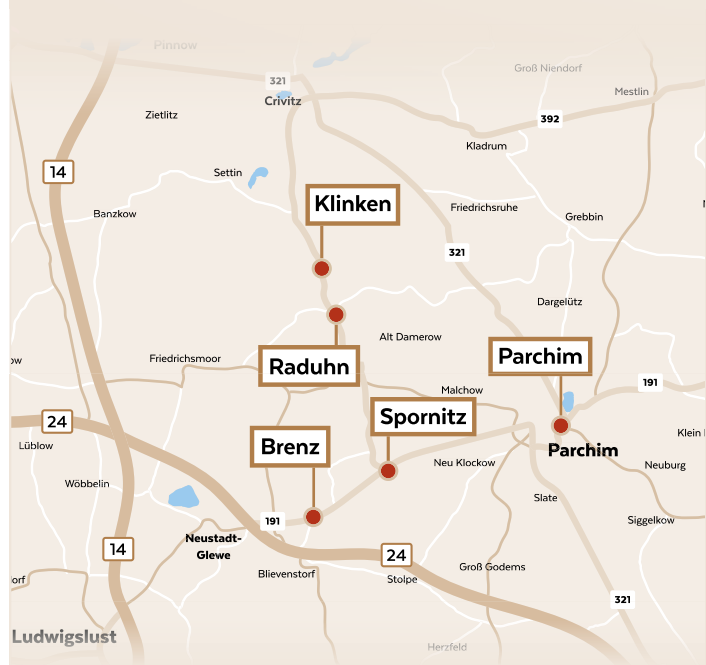 Pinnow
321
Crivitz
Groß Niendorf
Mestlin
Zietlitz
392
Kladrum
14
Settin
Klinken
Banzkow
Friedrichsruhe
Grebbin
321
Dargelütz
Alt Damerow
ow
Friedrichsmoor
Raduhn
Parchim
191
Malchow
24
Spornitz
Brenz
Klein
Lüblow
Parchim
Neu Klockow
Neuburg
Wöbbelin
Slate
191
Siggelkow
Neustadt-
Glewe
14
24
Blievenstorf
Stolpe
Groß Godems
orf
321
Ludwigslust
Herzfeld